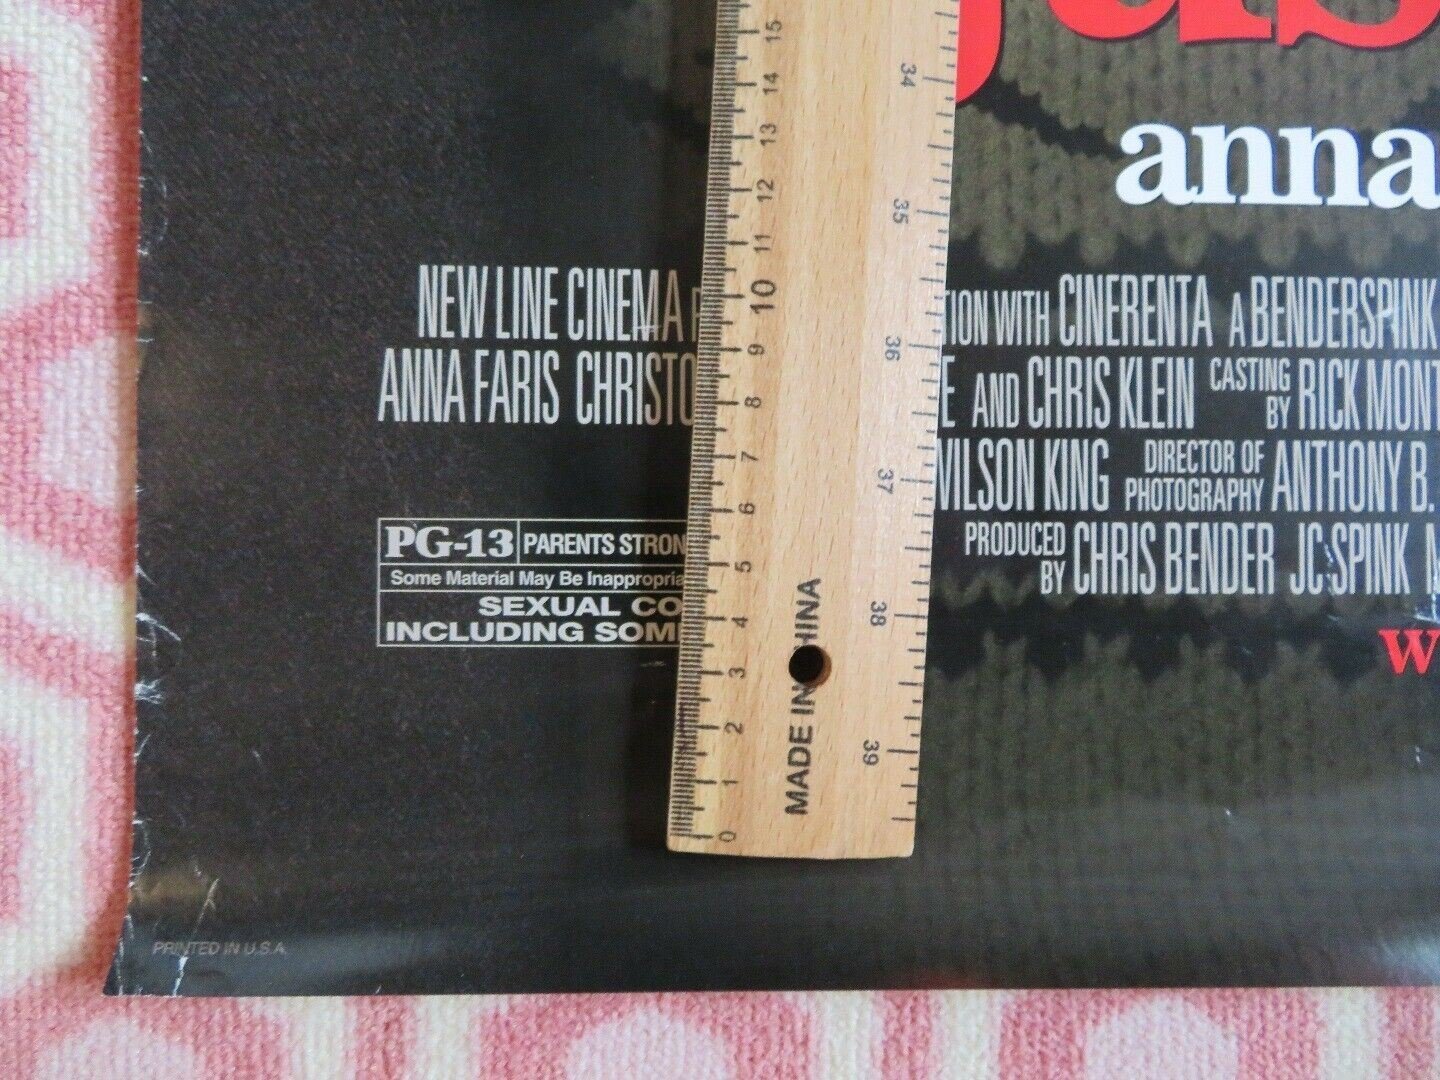 jus
anna
NEW LINE CINEMA
TION WITH CINERENTA A BENDERSPINK
ANNA FARIS CHRISTO
E AND CHRIS KLEIN CASTING BY RICK MONT
WILSON KING DIRECTOR OF PHOTOGRAPHY ANTHONY B.
PRODUCED BY CHRIS BENDER JC SPINK
W
PG-13 PARENTS STRON
Some Material May Be Inappropria
SEXUAL CO
INCLUDING SOM
PRINTED IN U.S.A.
15
14
13
12
11
10
9
8
7
6
5
4
3
2
1
0
34
35
36
37
38
39
MADE IN CHINA